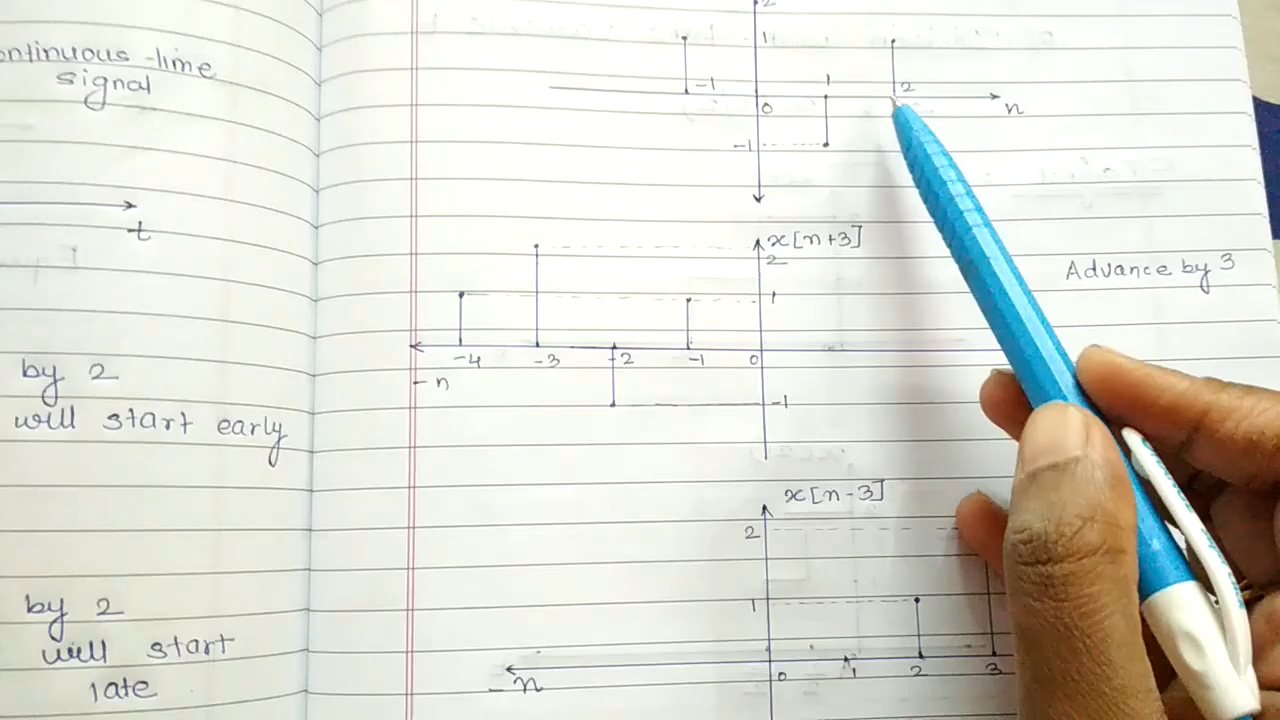 ontinuous-time
signal
t
by 2
will start early
by 2
will start
late
2
1
-1
1
2
0
n
-1
x[n+3]
2
Advance by 3
1
-4 -3 -2 -1 0
-n
-1
x[n-3]
2
1
0 1 2 3
-n